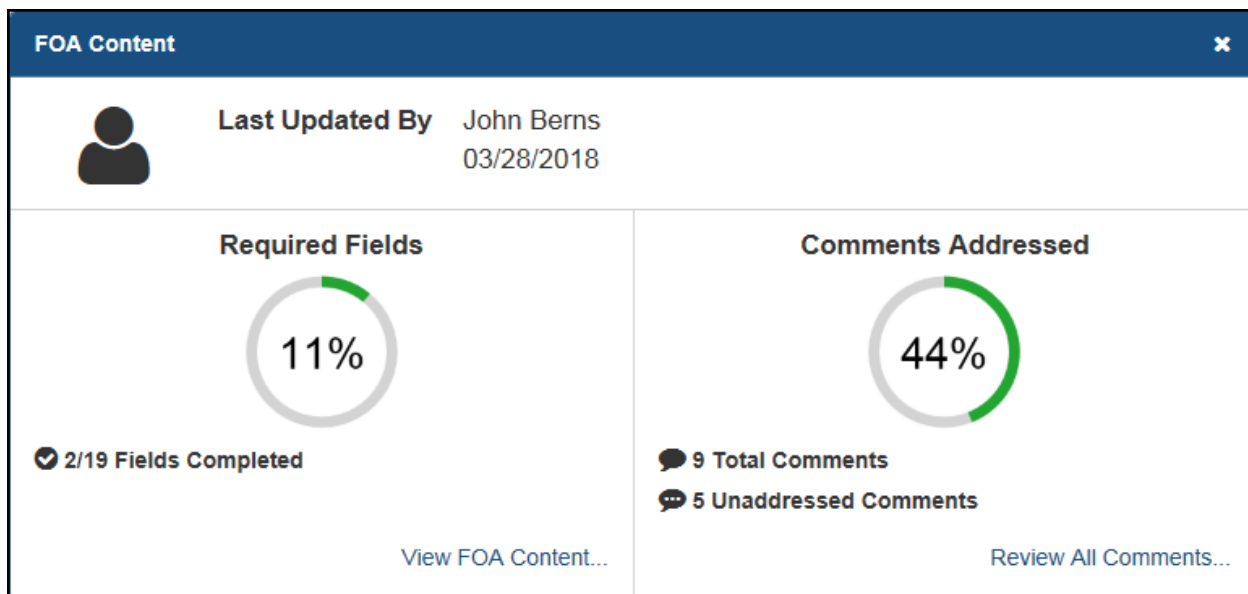 FOA Content
Last Updated By John Berns
03/28/2018
Required Fields
11%
2/19 Fields Completed
View FOA Content...
Comments Addressed
44%
9 Total Comments
5 Unaddressed Comments
Review All Comments...